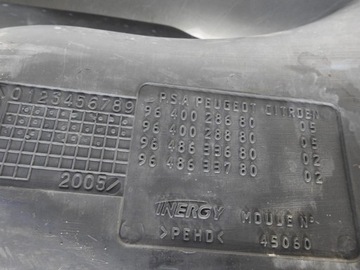 0123456789
2005/
P.S.A PEUGEOT CITROEN
96 400 286 80 05
96 400 288 80 05
96 486 336 80 02
96 486 337 80 02
INERGY MOULE N°
>PEHD< 45060